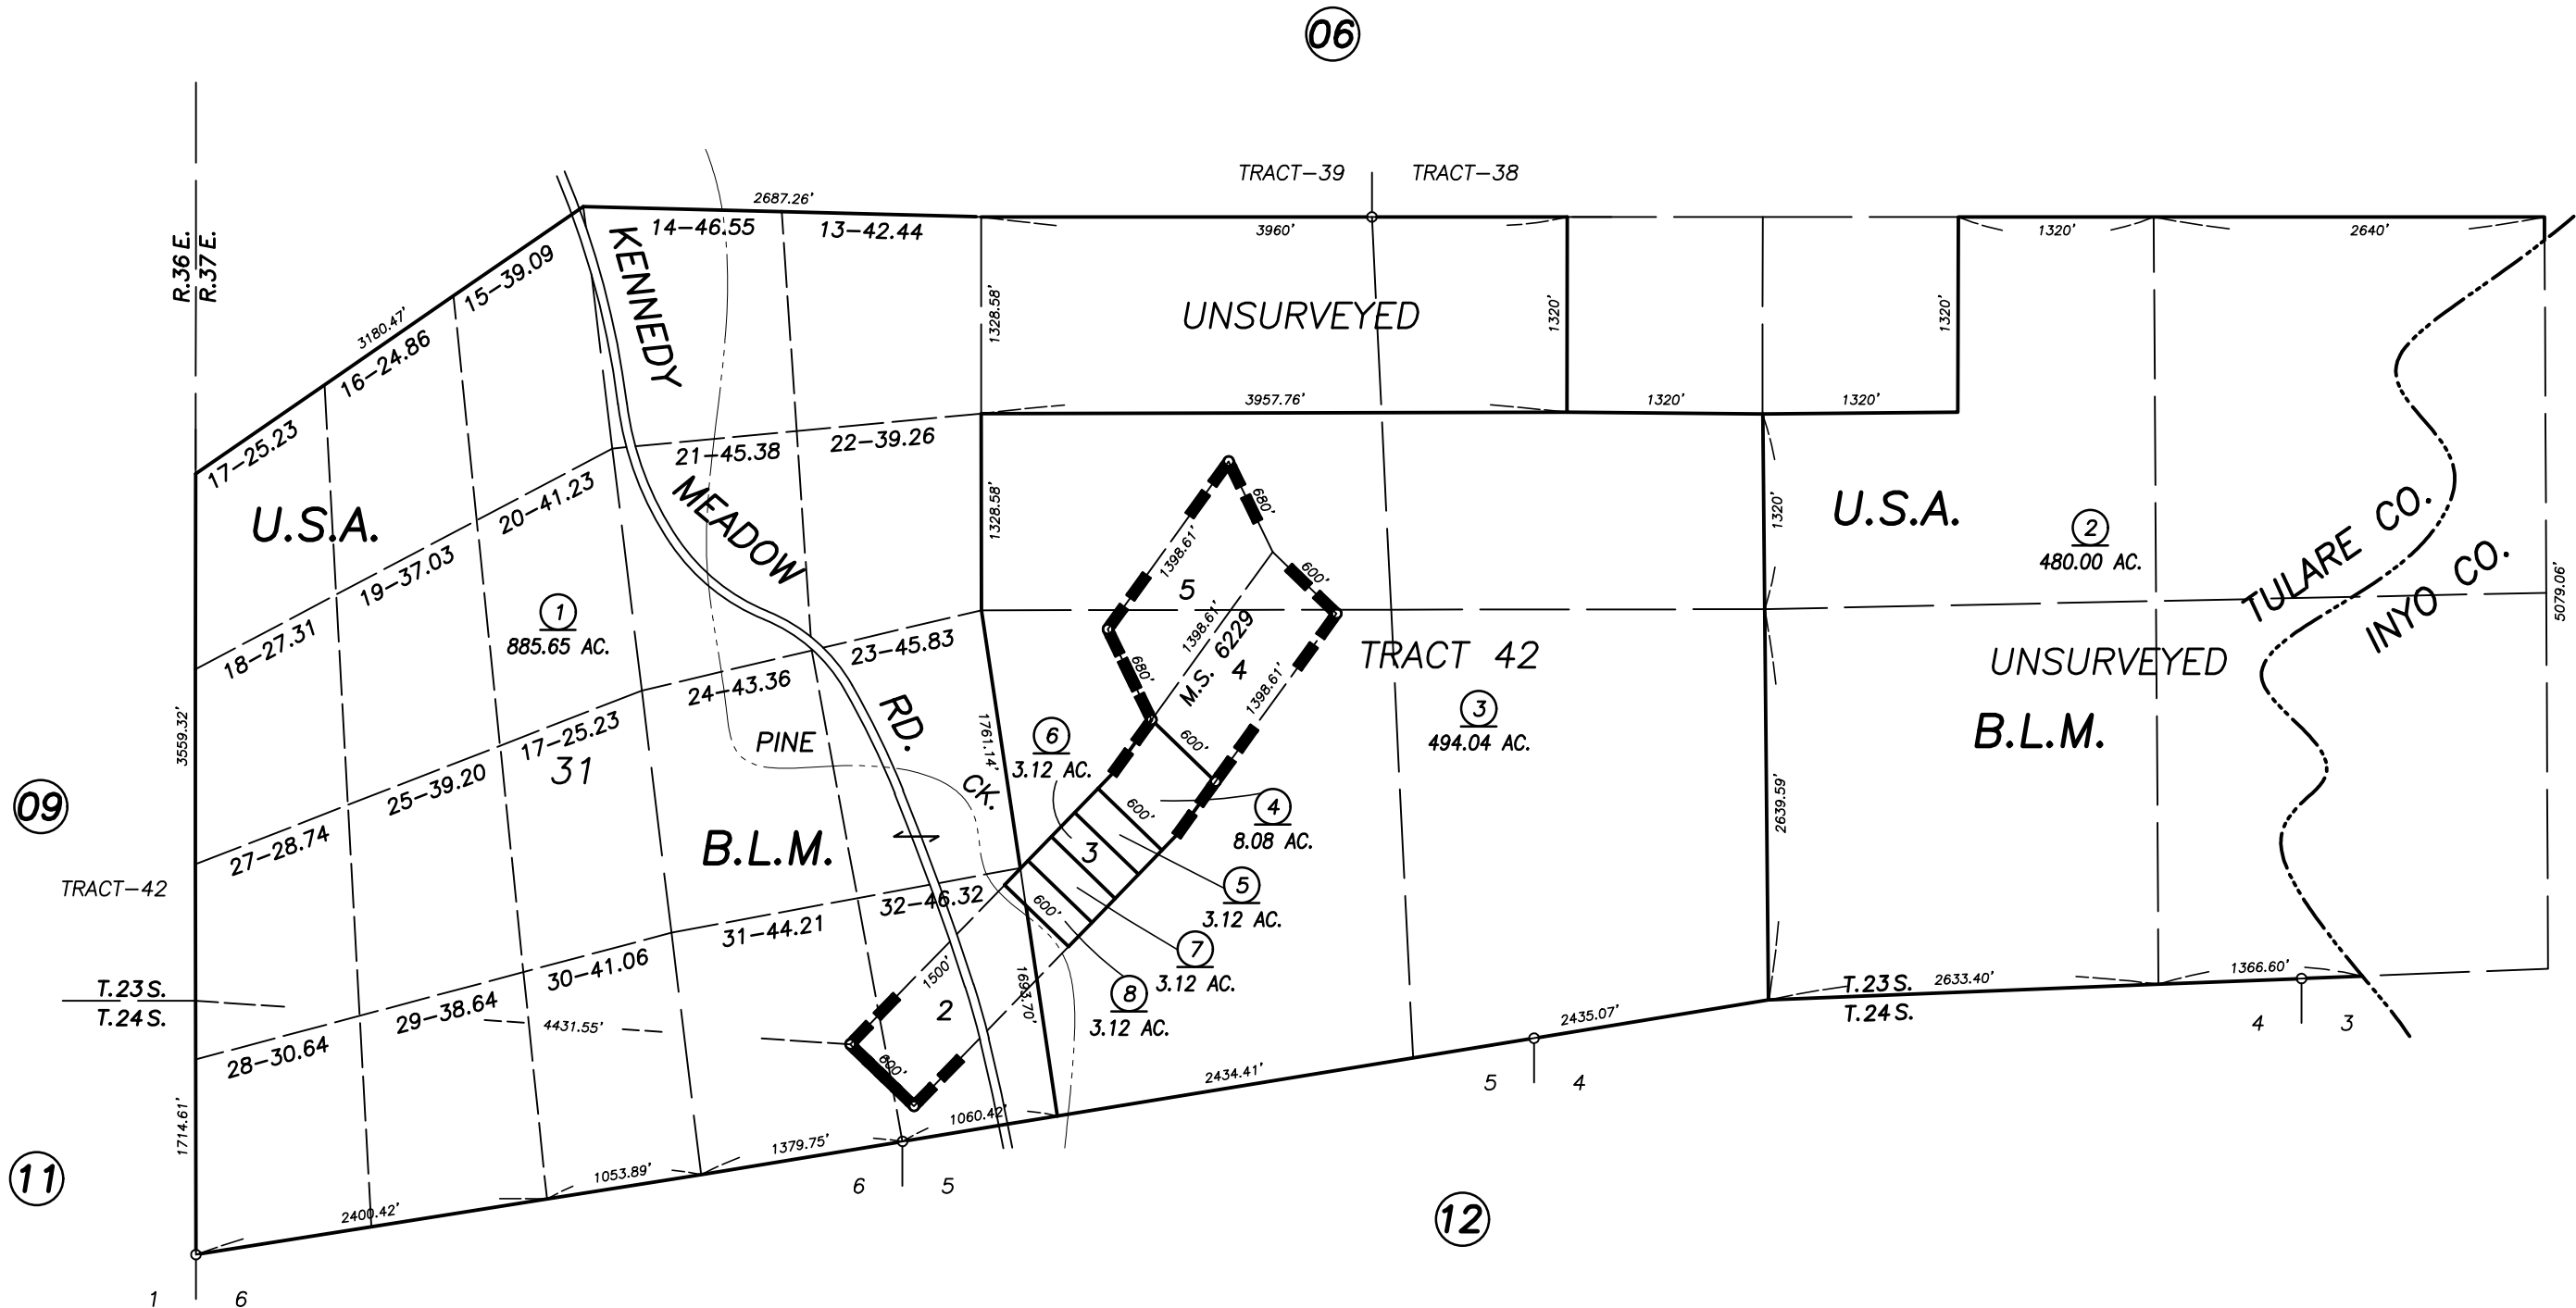 06
TRACT-39
TRACT-38
R.36 E.
R.37 E.
2687.26'
14-46.55
13-42.44
3960'
1320'
2640'
15-39.09
3180.47'
16-24.86
17-25.23
KENNEDY
1328.58'
UNSURVEYED
1320'
1320'
3957.76'
1320'
1320'
21-45.38
22-39.26
20-41.23
U.S.A.
MEADOW
1328.58'
680'
1320'
U.S.A.
2
480.00 AC.
TULARE CO.
INYO CO.
5079.06'
19-37.03
1398.61'
600'
5
1
885.65 AC.
18-27.31
23-45.83
1398.61'
M.S. 6229
TRACT 42
UNSURVEYED
680'
4
1398.61'
24-43.36
3
494.04 AC.
B.L.M.
3559.32'
17-25.23
31
RD.
PINE
CK.
1761.14'
6
3.12 AC.
600'
25-39.20
09
600'
4
8.08 AC.
2639.59'
27-28.74
B.L.M.
3
TRACT-42
5
3.12 AC.
32-46.32
600'
31-44.21
7
3.12 AC.
30-41.06
1500'
1693.70'
8
3.12 AC.
T.23 S.
T.24 S.
T.23 S.
T.24 S.
2633.40'
1366.60'
29-38.64
4431.55'
2
2435.07'
4
3
28-30.64
600'
2434.41'
5
4
1714.61'
1060.42'
1379.75'
1053.89'
11
6
5
2400.42'
12
1
6